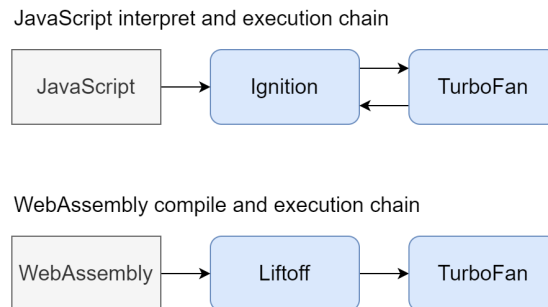 JavaScript interpret and execution chain
JavaScript
Ignition
TurboFan
WebAssembly compile and execution chain
WebAssembly
Liftoff
TurboFan